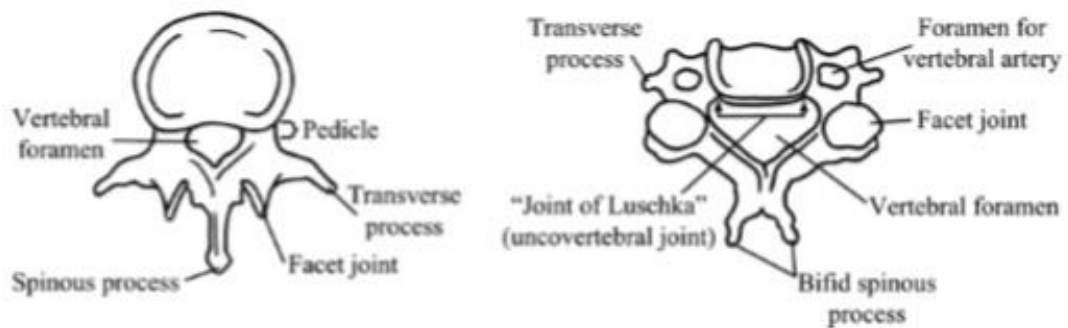 Vertebral
foramen
Pedicle
Transverse
process
Facet joint
Spinous process
Transverse
process
Foramen for
vertebral artery
Facet joint
"Joint of Luschka"
(uncovertebral joint)
Vertebral foramen
Bifid spinous
process